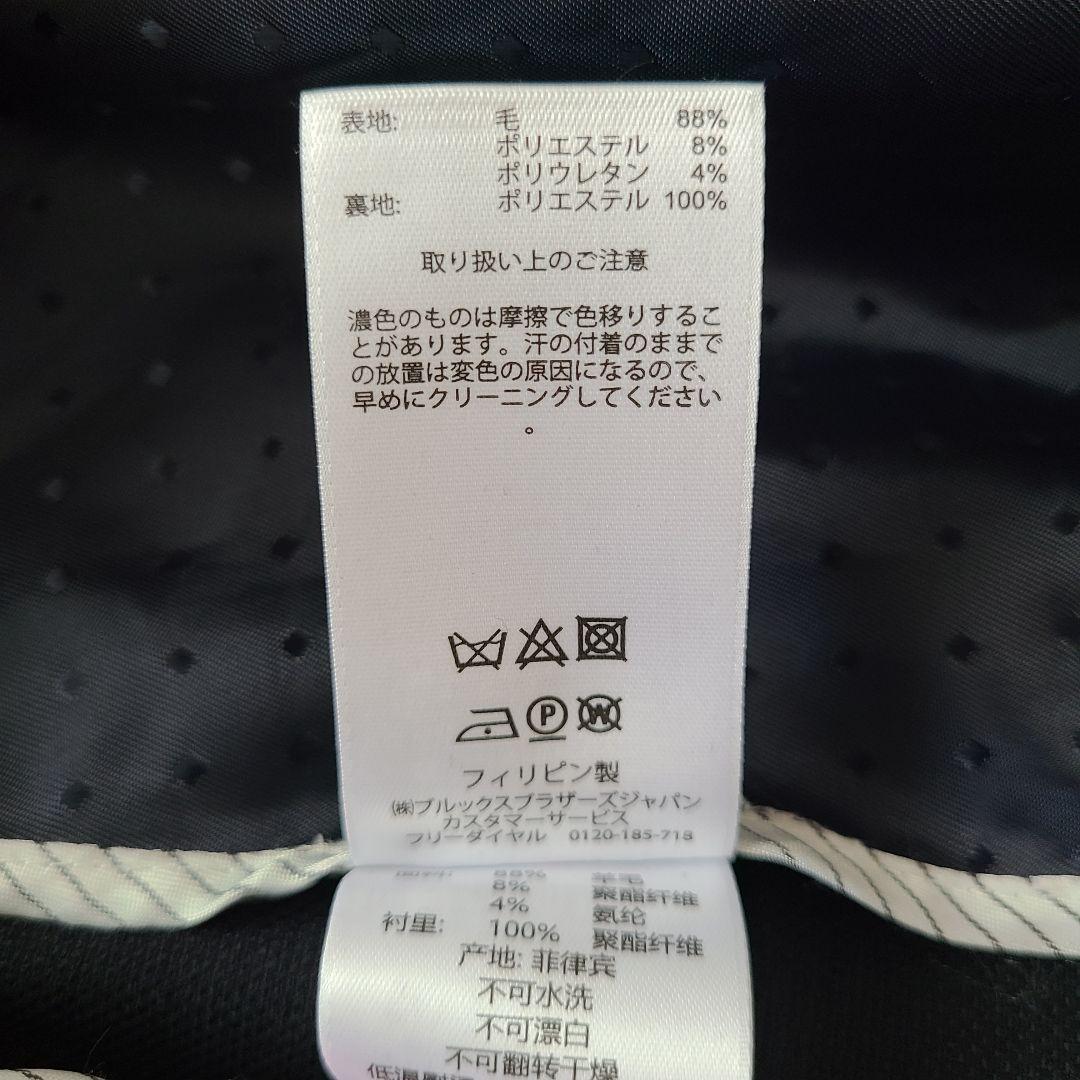 表地: 毛 88%
ポリエステル 8%
ポリウレタン 4%
裏地: ポリエステル 100%
取り扱い上のご注意
濃色のものは摩擦で色移りするこ
とがあります。汗の付着のままで
の放置は変色の原因になるので、
早めにクリーニングしてください
。
P W
フィリピン製
㈱ブルックスブラザーズジャパン
カスタマーサービス
フリーダイヤル 0120-185-718
88% 羊毛
8% 聚酯纤维
4% 氨纶
衬里: 100% 聚酯纤维
产地: 菲律宾
不可水洗
不可漂白
不可翻转干燥